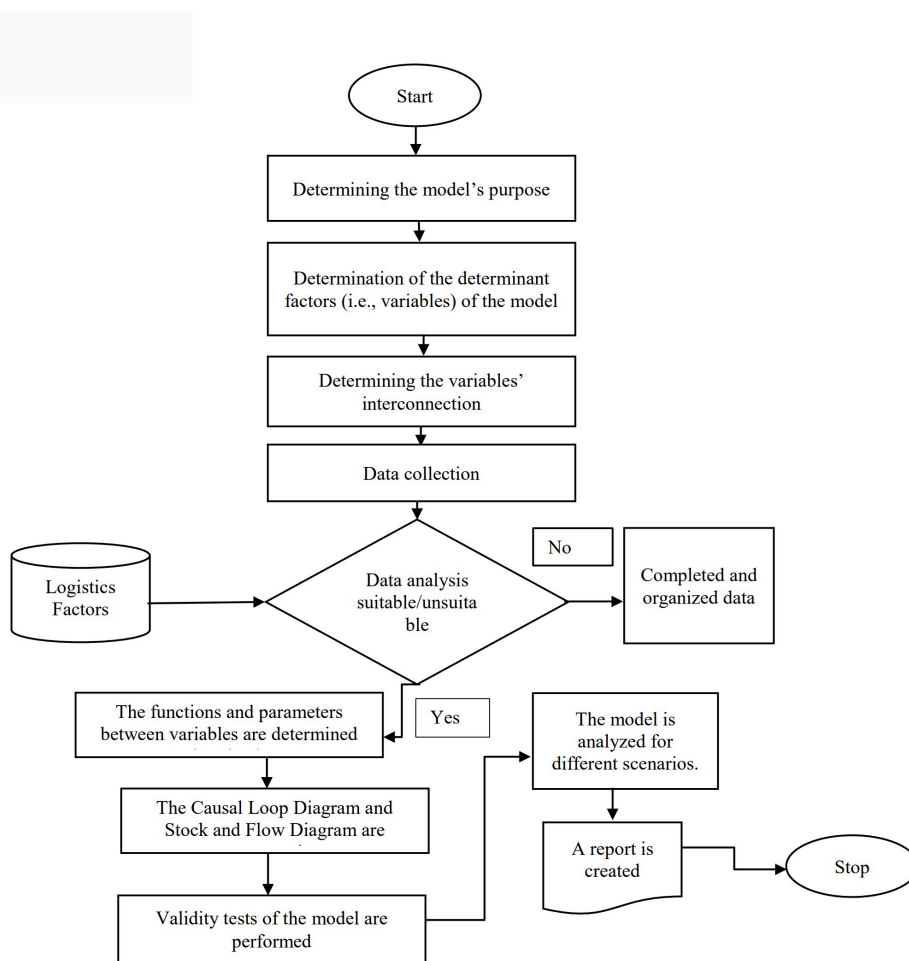 Start
Determining the model’s purpose
Determination of the determinant
factors (i.e., variables) of the model
Determining the variables’
interconnection
Data collection
No
Logistics
Factors
Data analysis
suitable/unsuita
ble
Completed and
organized data
The functions and parameters
between variables are determined
Yes
The model is
analyzed for
different scenarios.
The Causal Loop Diagram and
Stock and Flow Diagram are
A report is
created
Stop
Validity tests of the model are
performed